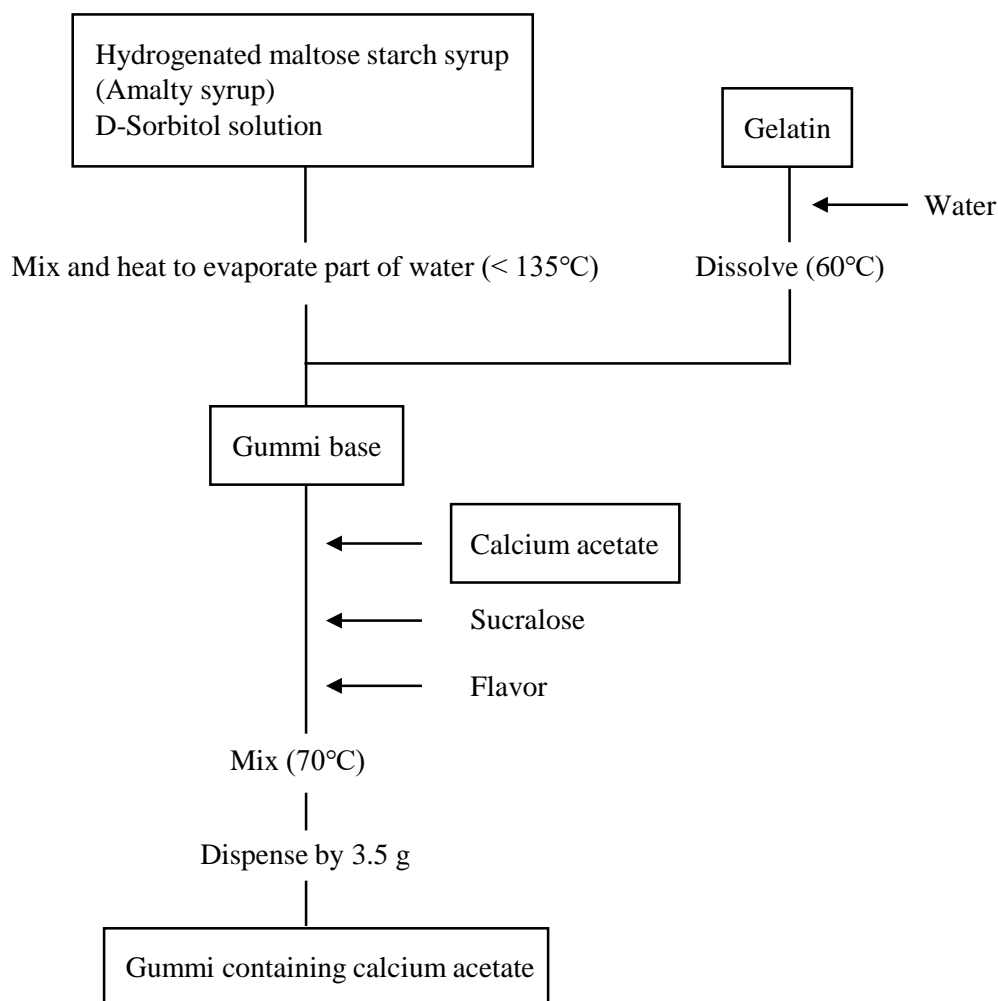 Hydrogenated maltose starch syrup
(Amalty syrup)
D-Sorbitol solution
Gelatin
Water
Mix and heat to evaporate part of water (< 135℃)
Dissolve (60℃)
Gummi base
Calcium acetate
Sucralose
Flavor
Mix (70℃)
Dispense by 3.5 g
Gummi containing calcium acetate